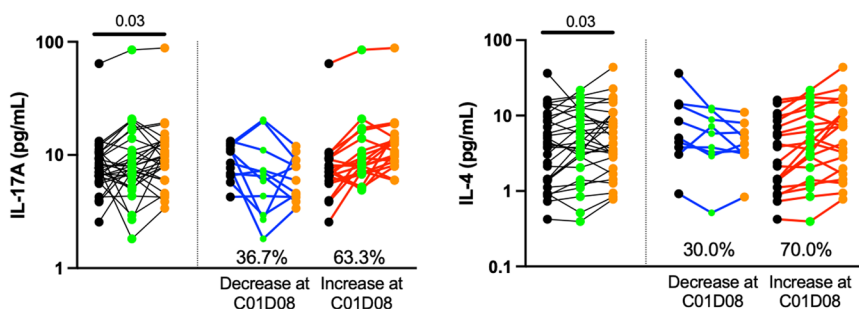 0.03
IL-17A (pg/mL)
100
10
1
36.7%
63.3%
Decrease at
C01D08
Increase at
C01D08
0.03
IL-4 (pg/mL)
100
10
1
0.1
30.0%
70.0%
Decrease at
C01D08
Increase at
C01D08